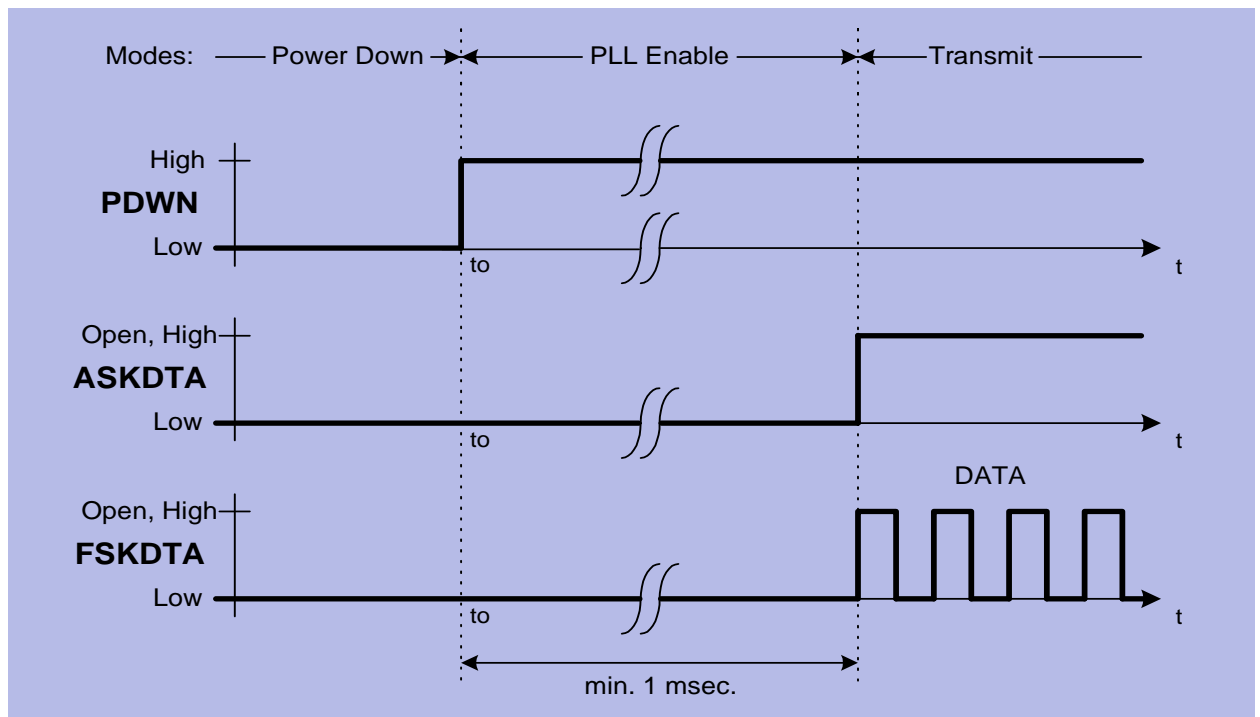 Modes: Power Down PLL Enable Transmit
High
PDWN
Low
to
t
Open, High
ASKDTA
Low
to
t
DATA
Open, High
FSKDTA
Low
to
t
min. 1 msec.